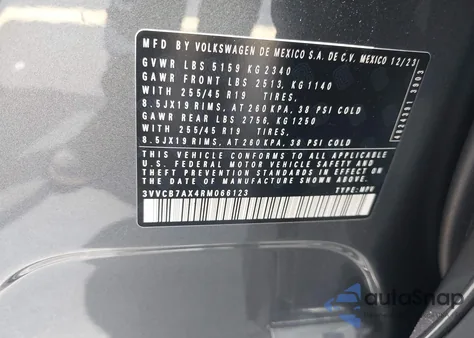 MFD BY VOLKSWAGEN DE MEXICO S.A. DE C.V. MEXICO 12/23
GVWR LBS 5159 KG 2340
GAWR FRONT LBS 2513, KG 1140
WITH 255/45 R19 TIRES,
8.5JX19 RIMS, AT 260 KPA, 38 PSI COLD
GAWR REAR LBS 2756, KG 1250
WITH 255/45 R19 TIRES,
8.5JX19 RIMS, AT 260 KPA, 38 PSI COLD
THIS VEHICLE CONFORMS TO ALL APPLICABLE
U.S. FEDERAL MOTOR VEHICLE SAFETY AND
THEFT PREVENTION STANDARDS IN EFFECT
ON THE DATE OF MANUFACTURE SHOWN ABOVE.
3VVCB7AX4RM066123 TYPE: MPV
autoSnap